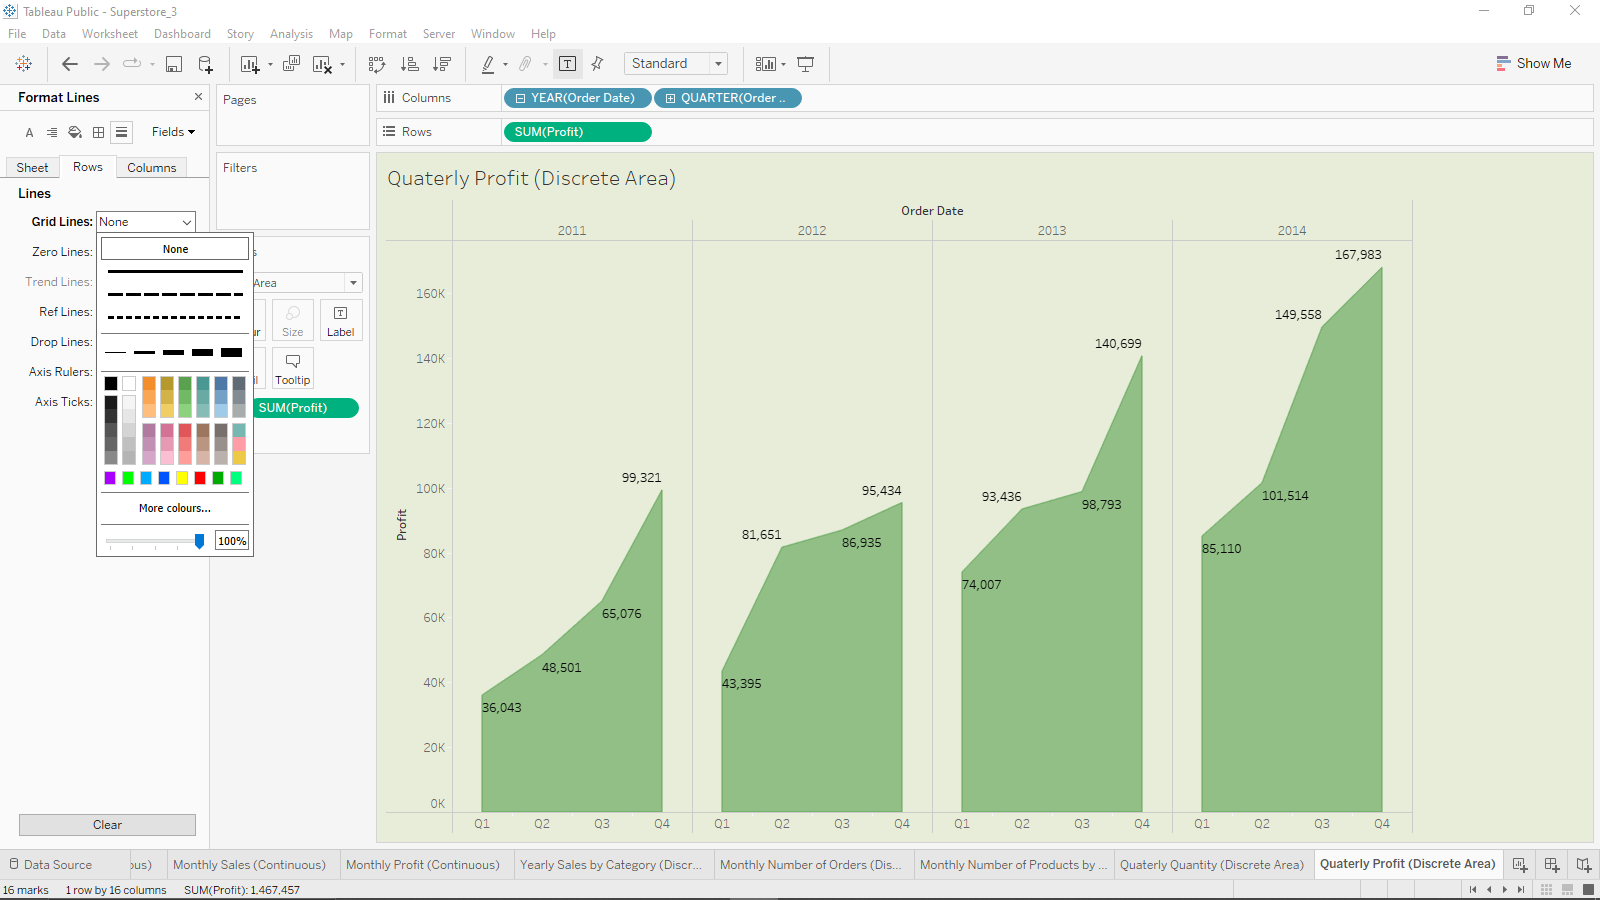 Tableau Public - Superstore_3
File Data Worksheet Dashboard Story Analysis Map Format Server Window Help
Standard
Show Me
Format Lines
Fields
Sheet Rows Columns
Lines
Grid Lines: None
Zero Lines:
Trend Lines:
Ref Lines:
Drop Lines:
Axis Rulers:
Axis Ticks:
None
More colours...
100%
Clear
Pages
Filters
Area
Size
Label
Tooltip
SUM(Profit)
Columns YEAR(Order Date) QUARTER(Order ..
Rows SUM(Profit)
Quaterly Profit (Discrete Area)
Order Date
2011 2012 2013 2014
Profit
160K
140K
120K
100K
80K
60K
40K
20K
0K
36,043
48,501
65,076
99,321
43,395
81,651
86,935
95,434
74,007
93,436
98,793
140,699
85,110
101,514
149,558
167,983
Q1 Q2 Q3 Q4 Q1 Q2 Q3 Q4 Q1 Q2 Q3 Q4 Q1 Q2 Q3 Q4
Data Source us) Monthly Sales (Continuous) Monthly Profit (Continuous) Yearly Sales by Category (Discr... Monthly Number of Orders (Dis... Monthly Number of Products by ... Quaterly Quantity (Discrete Area) Quaterly Profit (Discrete Area)
16 marks 1 row by 16 columns SUM(Profit): 1,467,457